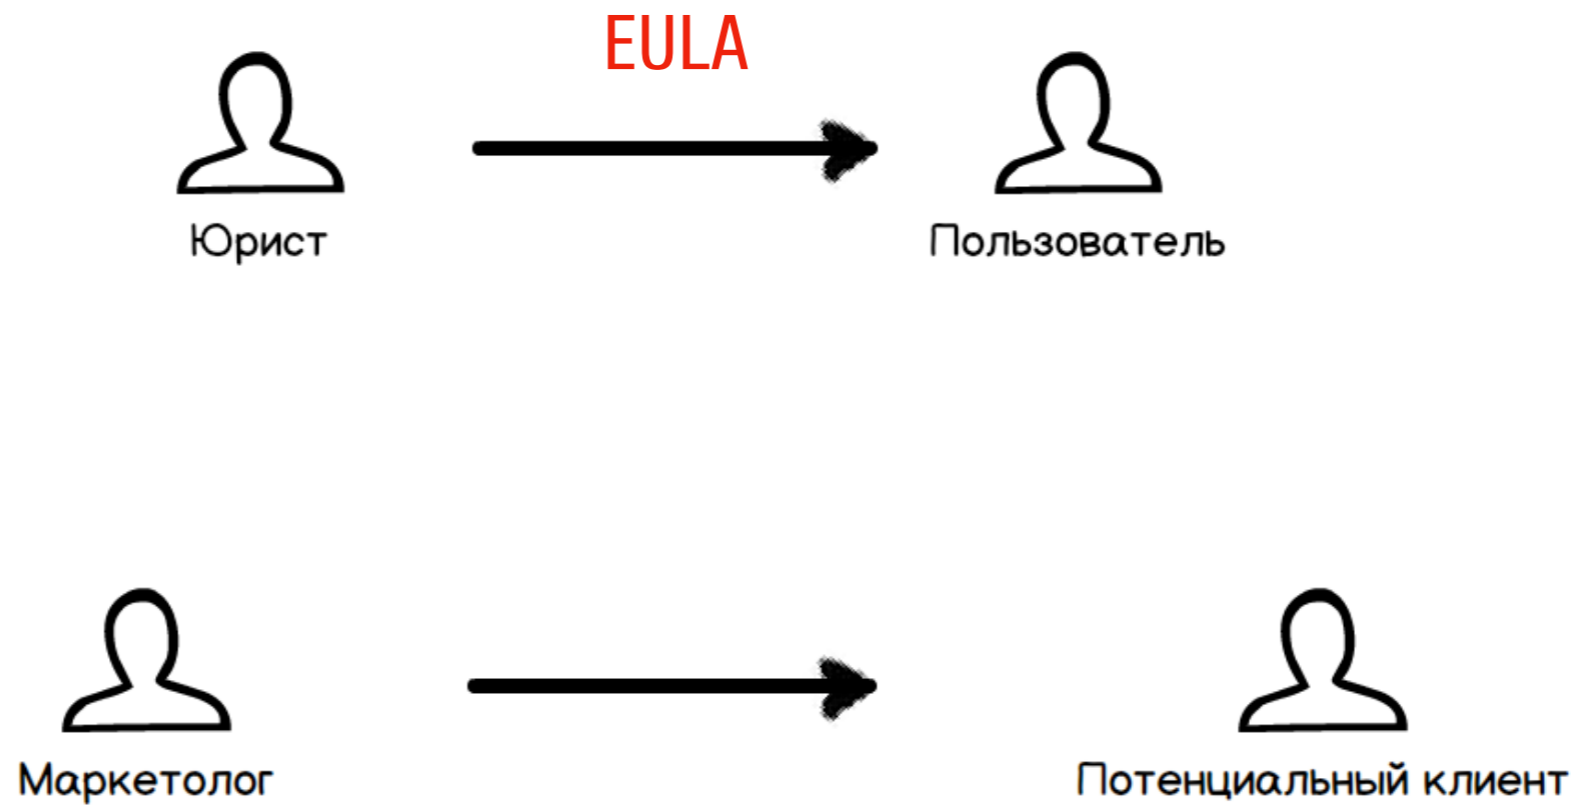 EULA
Юрист
Пользователь
Маркетолог
Потенциальный клиент